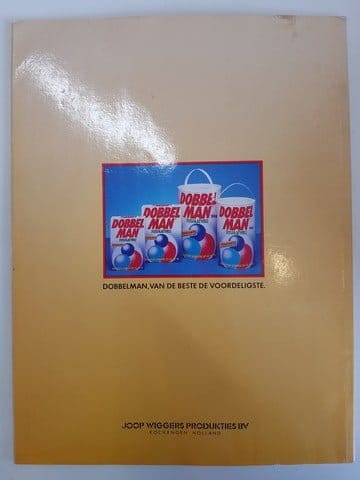 DOBBEL
MAN
DOBBEL
MAN
DOBBEL
MAN
DOBBEL
MAN
DOBBELMAN, VAN DE BESTE DE VOORDELIGSTE.
JOOP WIGGERS PRODUKTIES BV
KOCKENGEN HOLLAND